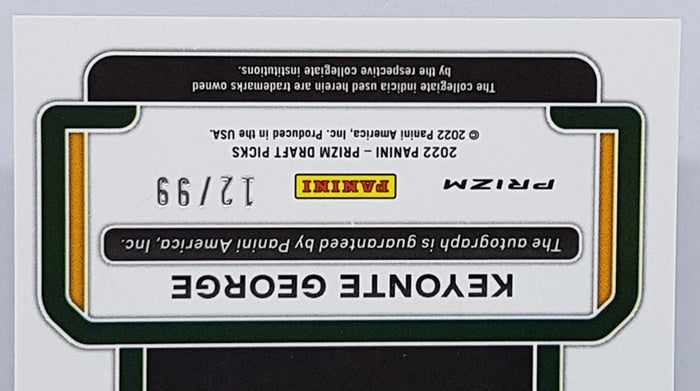 KEYONTE GEORGE
The autograph is guaranteed by Panini America, Inc.
PRIZM PANINI 12/99
2022 PANINI – PRIZM DRAFT PICKS
© 2022 Panini America, Inc. Produced in the USA.
The collegiate indicia used herein are trademarks owned
by the respective collegiate institutions.